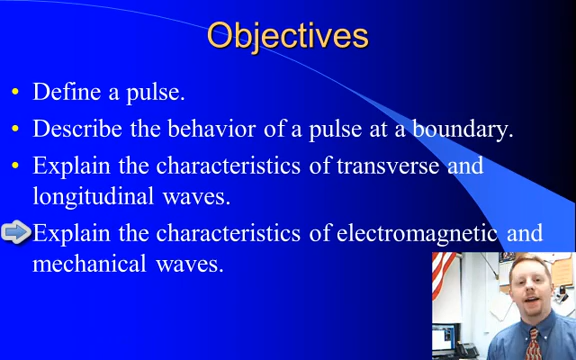 Objectives
• Define a pulse.
• Describe the behavior of a pulse at a boundary.
• Explain the characteristics of transverse and
longitudinal waves.
Explain the characteristics of electromagnetic and
mechanical waves.